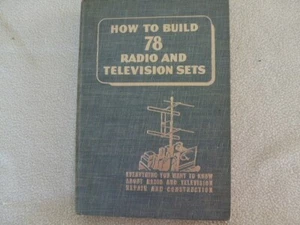 HOW TO BUILD
78
RADIO AND
TELEVISION SETS
EVERYTHING YOU WANT TO KNOW
ABOUT RADIO AND TELEVISION
REPAIR AND CONSTRUCTION